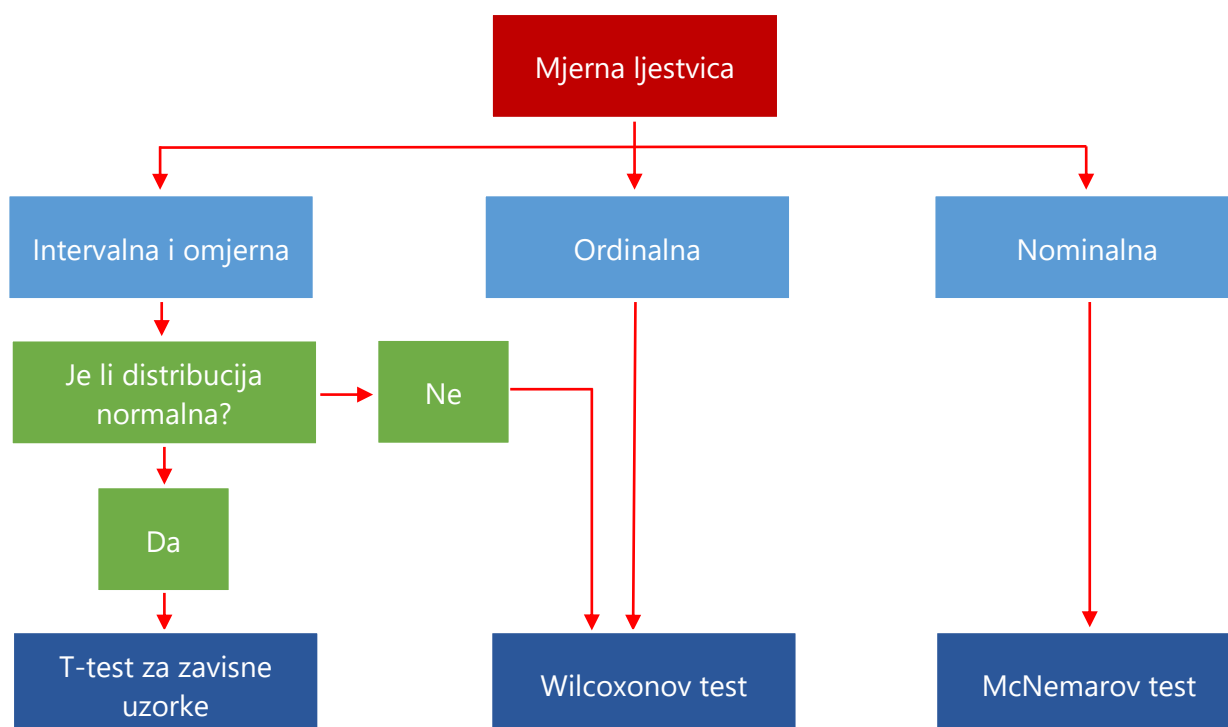 Mjerna ljestvica
Intervalna i omjerna
Ordinalna
Nominalna
Je li distribucija
normalna?
Ne
Da
T-test za zavisne
uzorke
Wilcoxonov test
McNemarov test